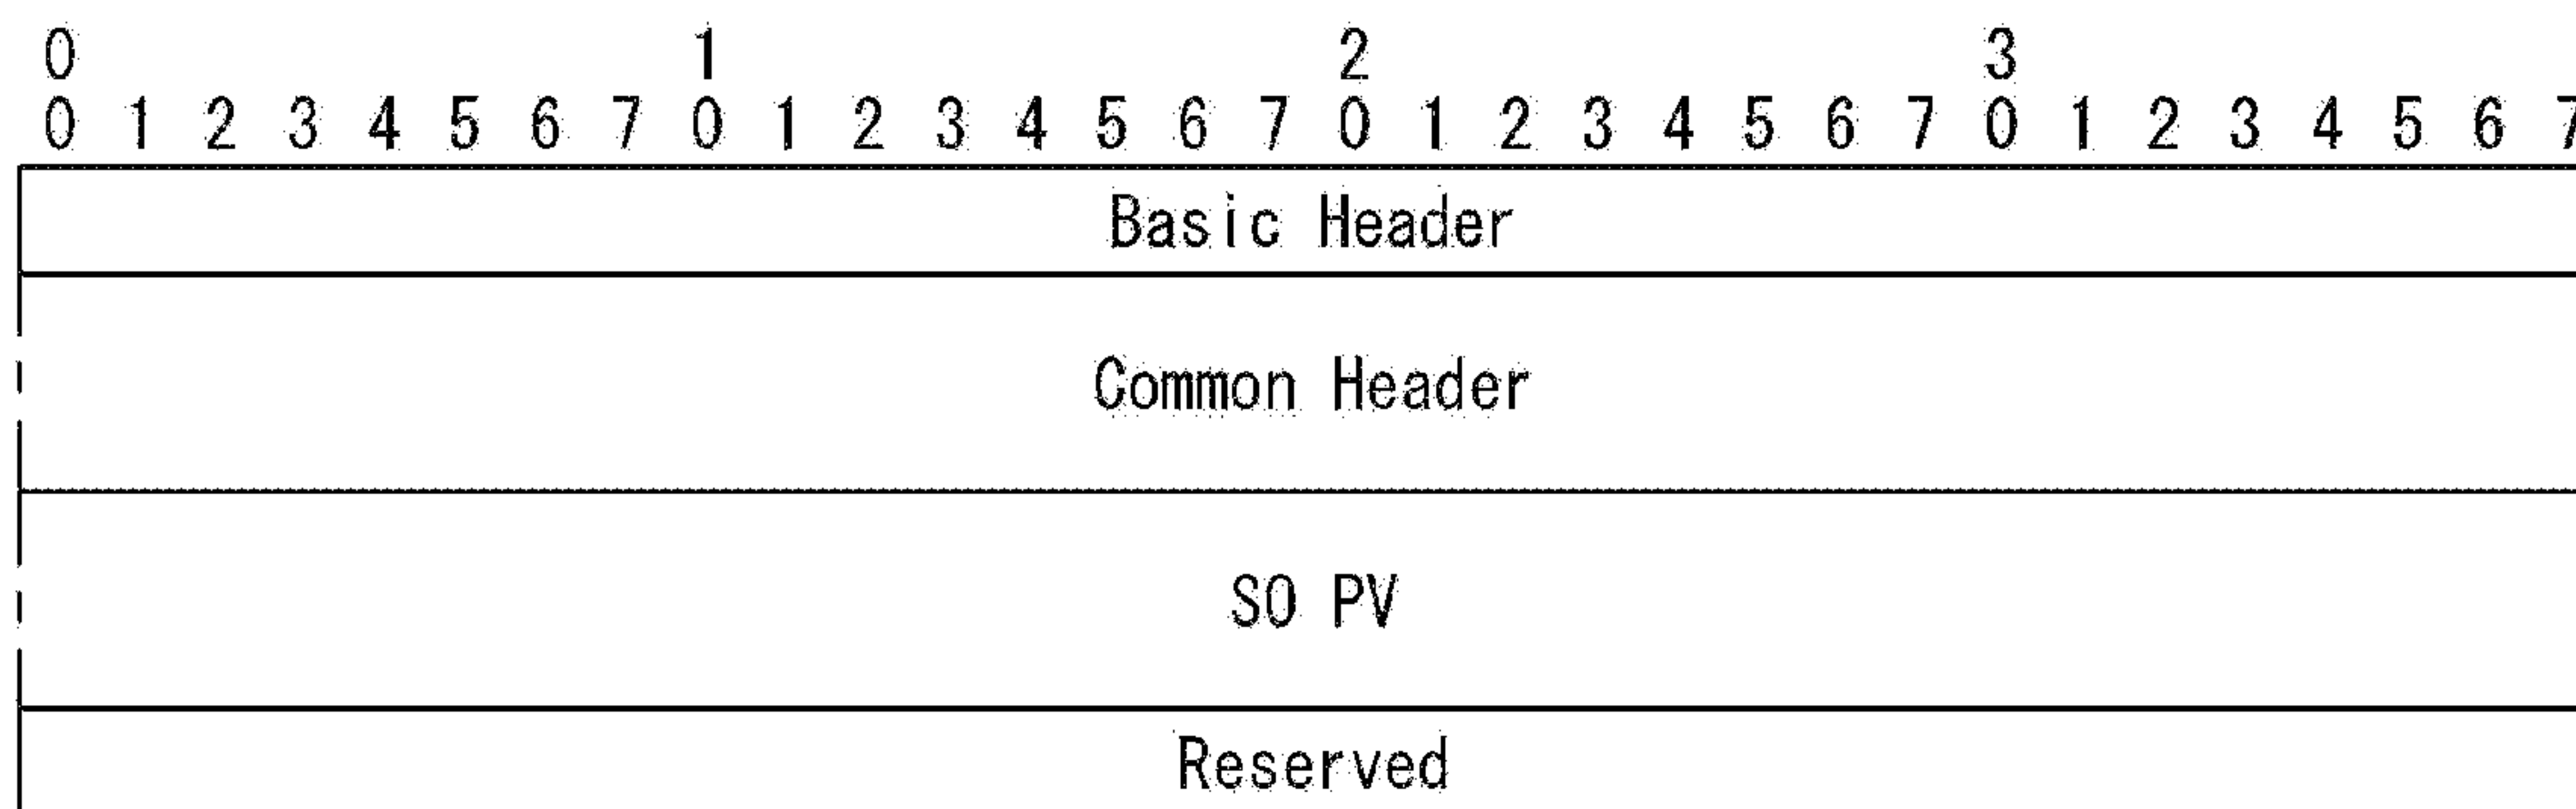 0 1 2 3
0 1 2 3 4 5 6 7 0 1 2 3 4 5 6 7 0 1 2 3 4 5 6 7 0 1 2 3 4 5 6 7
Basic Header
Common Header
SO PV
Reserved